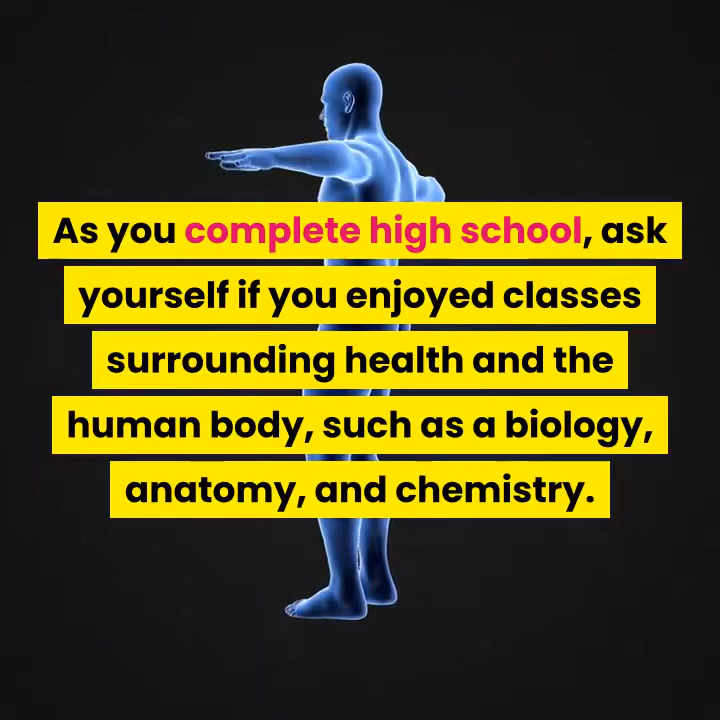 As you complete high school, ask
yourself if you enjoyed classes
surrounding health and the
human body, such as a biology,
anatomy, and chemistry.